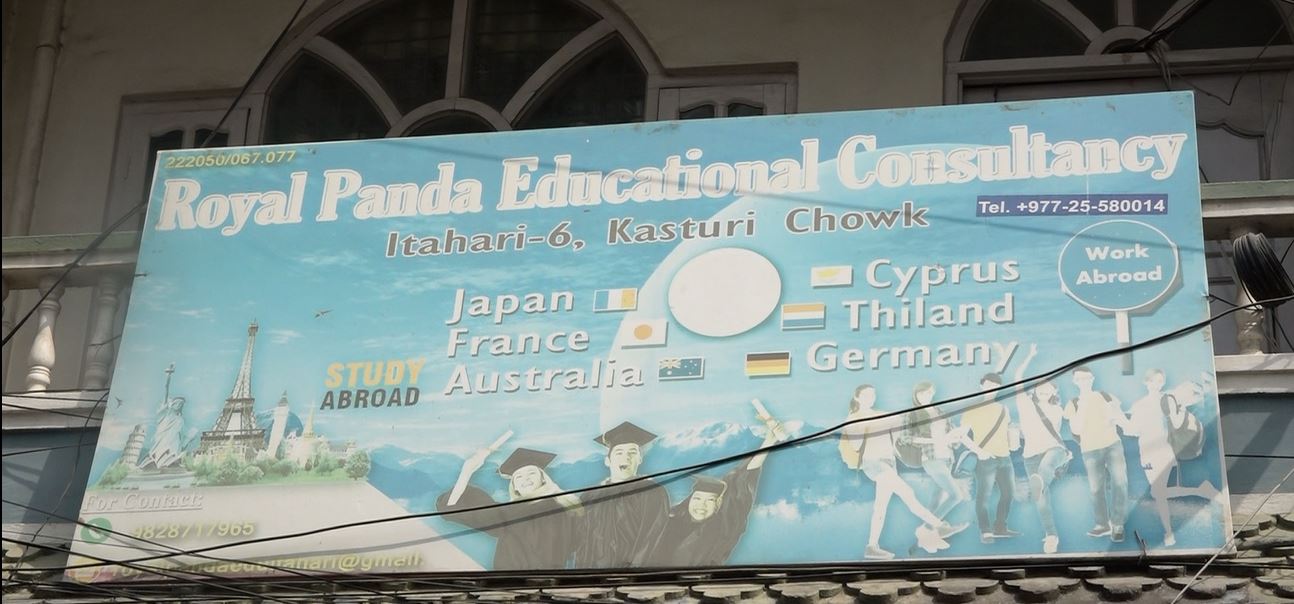 222050/067.077
Royal Panda Educational Consultancy
Tel. +977-25-580014
Itahari-6, Kasturi Chowk
Work
Abroad
Japan
France
Australia
Cyprus
Thiland
Germany
STUDY
ABROAD
For Contact:
9828717965